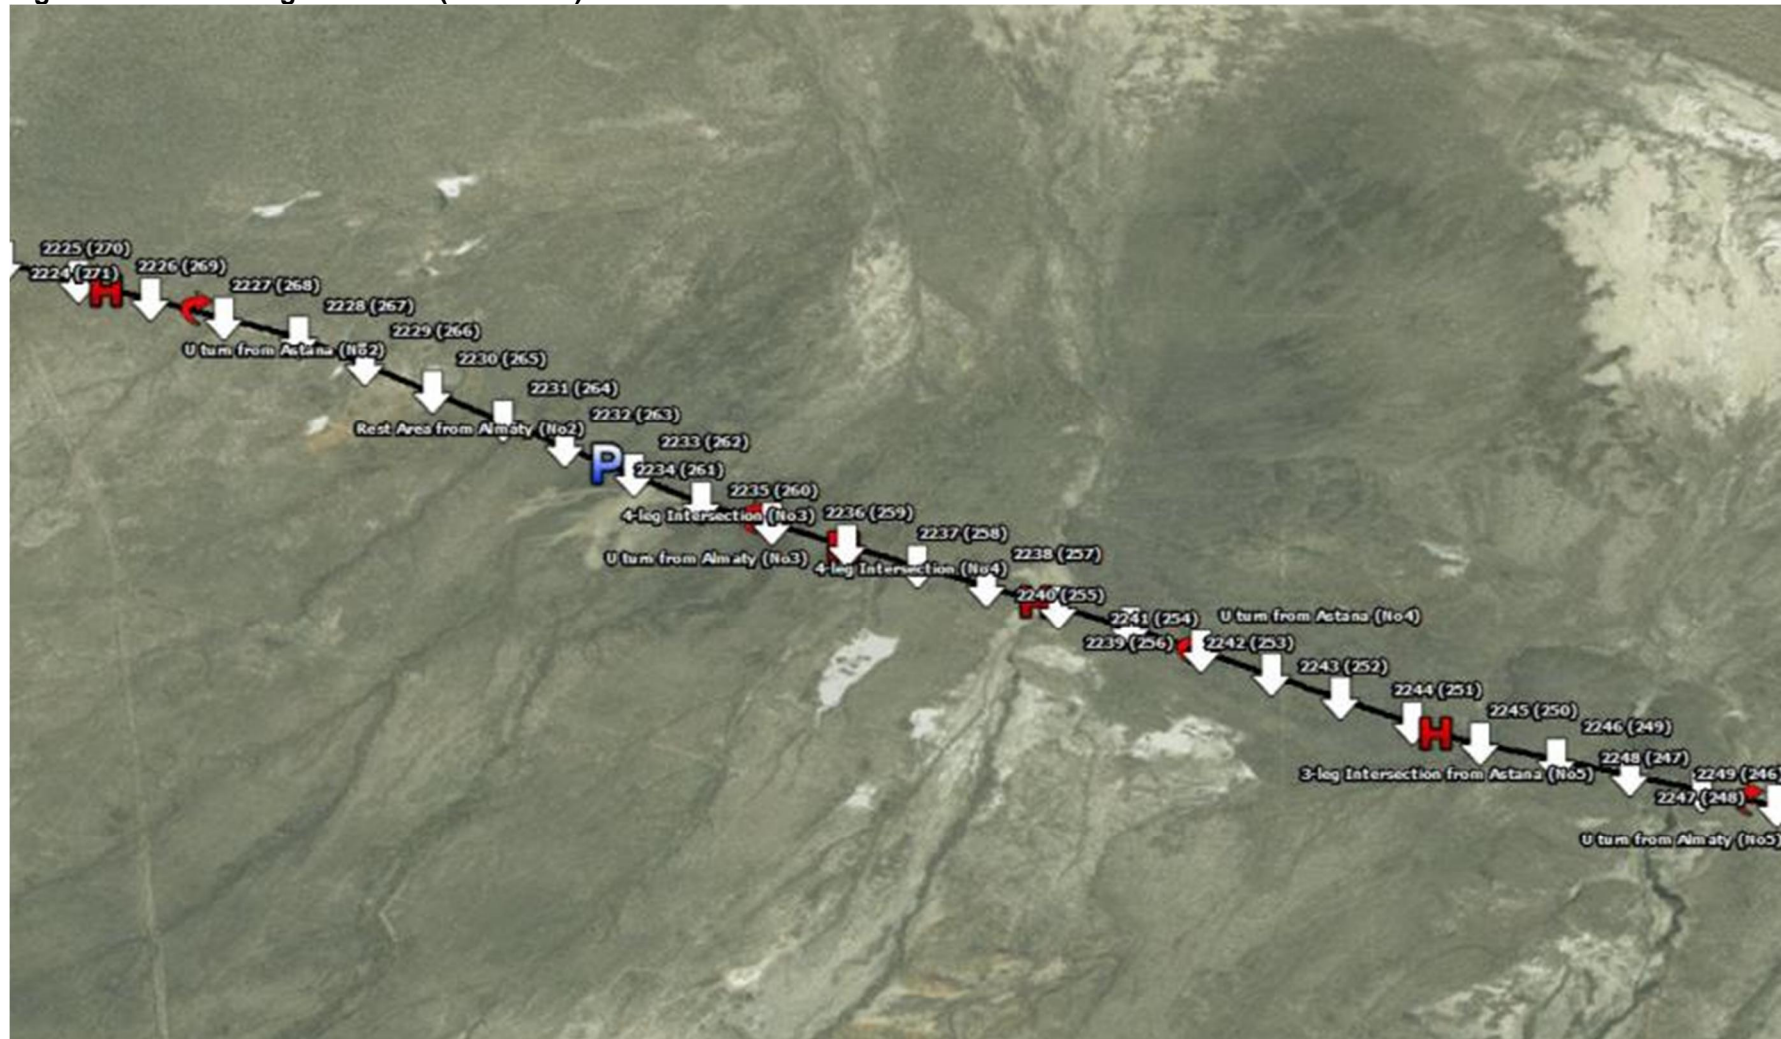 2225 (270)
2224 (271)
2226 (269)
2227 (268)
2228 (267)
U turn from Astana (No2)
2229 (266)
2230 (265)
2231 (264)
Rest Area from Almaty (No2)
2232 (263)
P
2233 (262)
2234 (261)
2235 (260)
4-leg Intersection (No3)
U turn from Almaty (No3)
2236 (259)
2237 (258)
4-leg Intersection (No4)
2238 (257)
2240 (255)
2241 (254)
2239 (256)
U turn from Astana (No4)
2242 (253)
2243 (252)
2244 (251)
H
2245 (250)
2246 (249)
3-leg Intersection from Astana (No5)
2248 (247)
2249 (246)
2247 (248)
U turn from Almaty (No5)